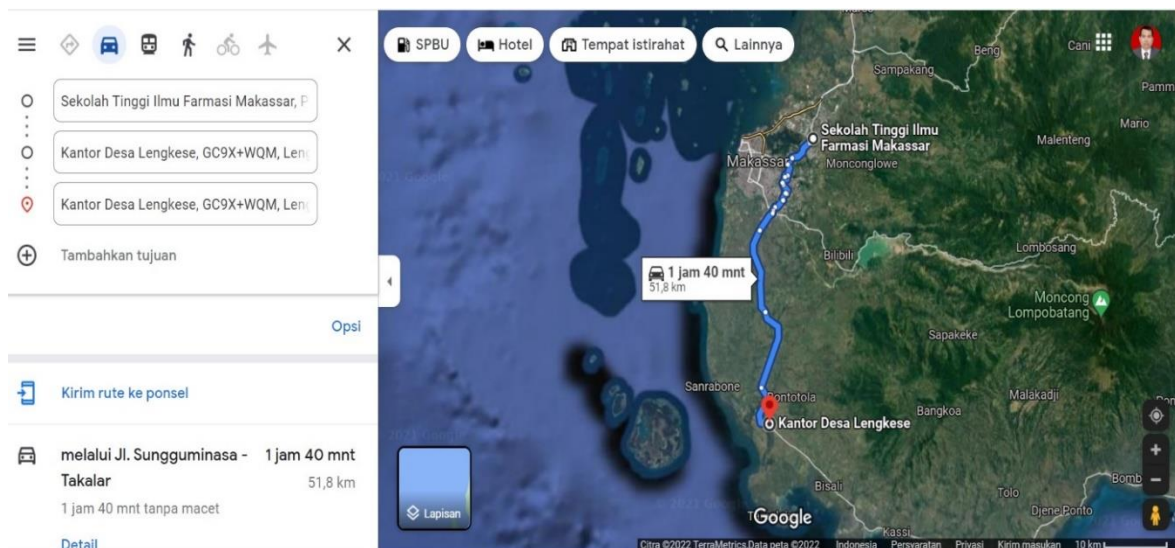 Sekolah Tinggi Ilmu Farmasi Makassar, P
Kantor Desa Lengkese, GC9X+WQM, Leng
Kantor Desa Lengkese, GC9X+WQM, Leng
Tambahkan tujuan
Opsi
Kirim rute ke ponsel
melalui Jl. Sungguminasa - 1 jam 40 mnt
Takalar 51,8 km
1 jam 40 mnt tanpa macet
Detail
SPBU
Hotel
Tempat istirahat
Lainnya
Cani
Beng
Sampakang
Pamm
Mario
Sekolah Tinggi Ilmu
Farmasi Makassar
Malenteng
Makassar
Monconglowe
Bilibili
Lombosang
1 jam 40 mnt
51,8 km
Moncong
Lompobatang
Sapakeke
Sanrabone
Bontotola
Malakadji
Bangkoa
Kantor Desa Lengkese
Lapisan
Bisali
Tolo
Bomb
Djene Ponto
Google
Kassi
Citra ©2022 TerraMetrics,Data peta ©2022 Indonesia Persyaratan Privasi Kirim masukan 10 km